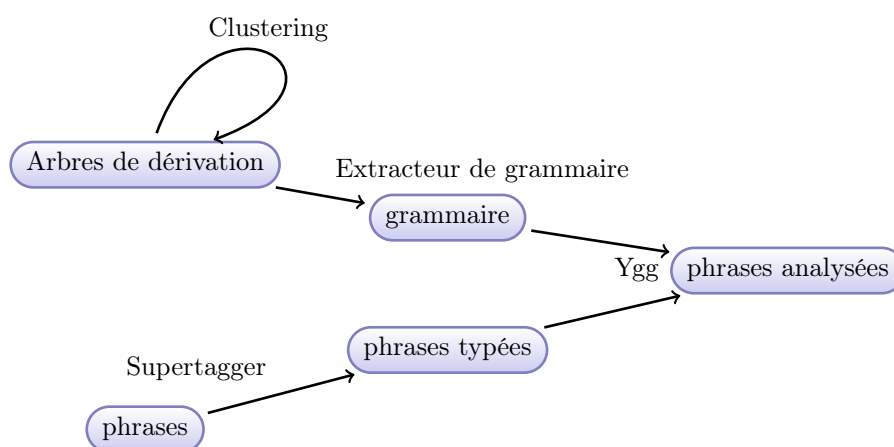 Clustering
Arbres de dérivation
Extracteur de grammaire
grammaire
Ygg
phrases analysées
phrases typées
Supertagger
phrases